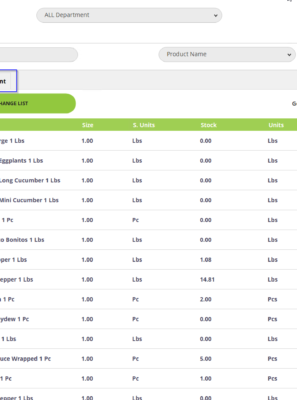 ALL Department
Product Name
nt
HANGE LIST
G
Size S. Units Stock Units
rge 1 Lbs 1.00 Lbs 0.00 Lbs
Eggplants 1 Lbs 1.00 Lbs 0.00 Lbs
Long Cucumber 1 Lbs 1.00 Lbs 0.00 Lbs
Mini Cucumber 1 Lbs 1.00 Lbs 0.00 Lbs
1 Pc 1.00 Pc 0.00 Lbs
o Bonitos 1 Lbs 1.00 Lbs 0.00 Lbs
per 1 Lbs 1.00 Lbs 1.08 Lbs
epper 1 Lbs 1.00 Lbs 14.81 Lbs
1 Pc 1.00 Pc 2.00 Pcs
ydew 1 Pc 1.00 Pc 0.00 Pcs
1 Lbs 1.00 Lbs 0.00 Lbs
uce Wrapped 1 Pc 1.00 Pc 5.00 Pcs
1 Pc 1.00 Pc 1.00 Pcs
epper 1 Lbs 1.00 Lbs 0.00 Lbs